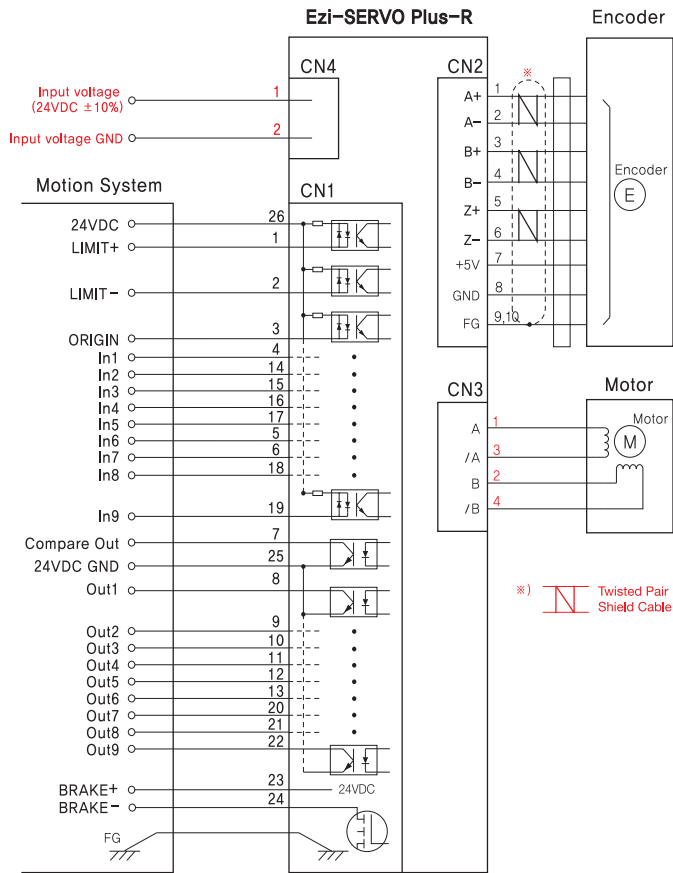 Ezi-SERVO Plus-R
Encoder
CN4
CN2
※
Input voltage
(24VDC ±10%)
1
Input voltage GND
2
A+
1
A-
2
B+
3
B-
4
Z+
5
Z-
6
+5V
7
GND
8
FG
9,10
Encoder
E
Motion System
CN1
24VDC
26
LIMIT+
1
LIMIT-
2
ORIGIN
3
In1
4
In2
14
In3
15
In4
16
In5
17
In6
5
In7
6
In8
18
In9
19
Compare Out
7
24VDC GND
25
Out1
8
Out2
9
Out3
10
Out4
11
Out5
12
Out6
13
Out7
20
Out8
21
Out9
22
BRAKE+
23
24VDC
BRAKE-
24
FG
CN3
Motor
A
1
/A
3
B
2
/B
4
Motor
M
※)
Twisted Pair
Shield Cable